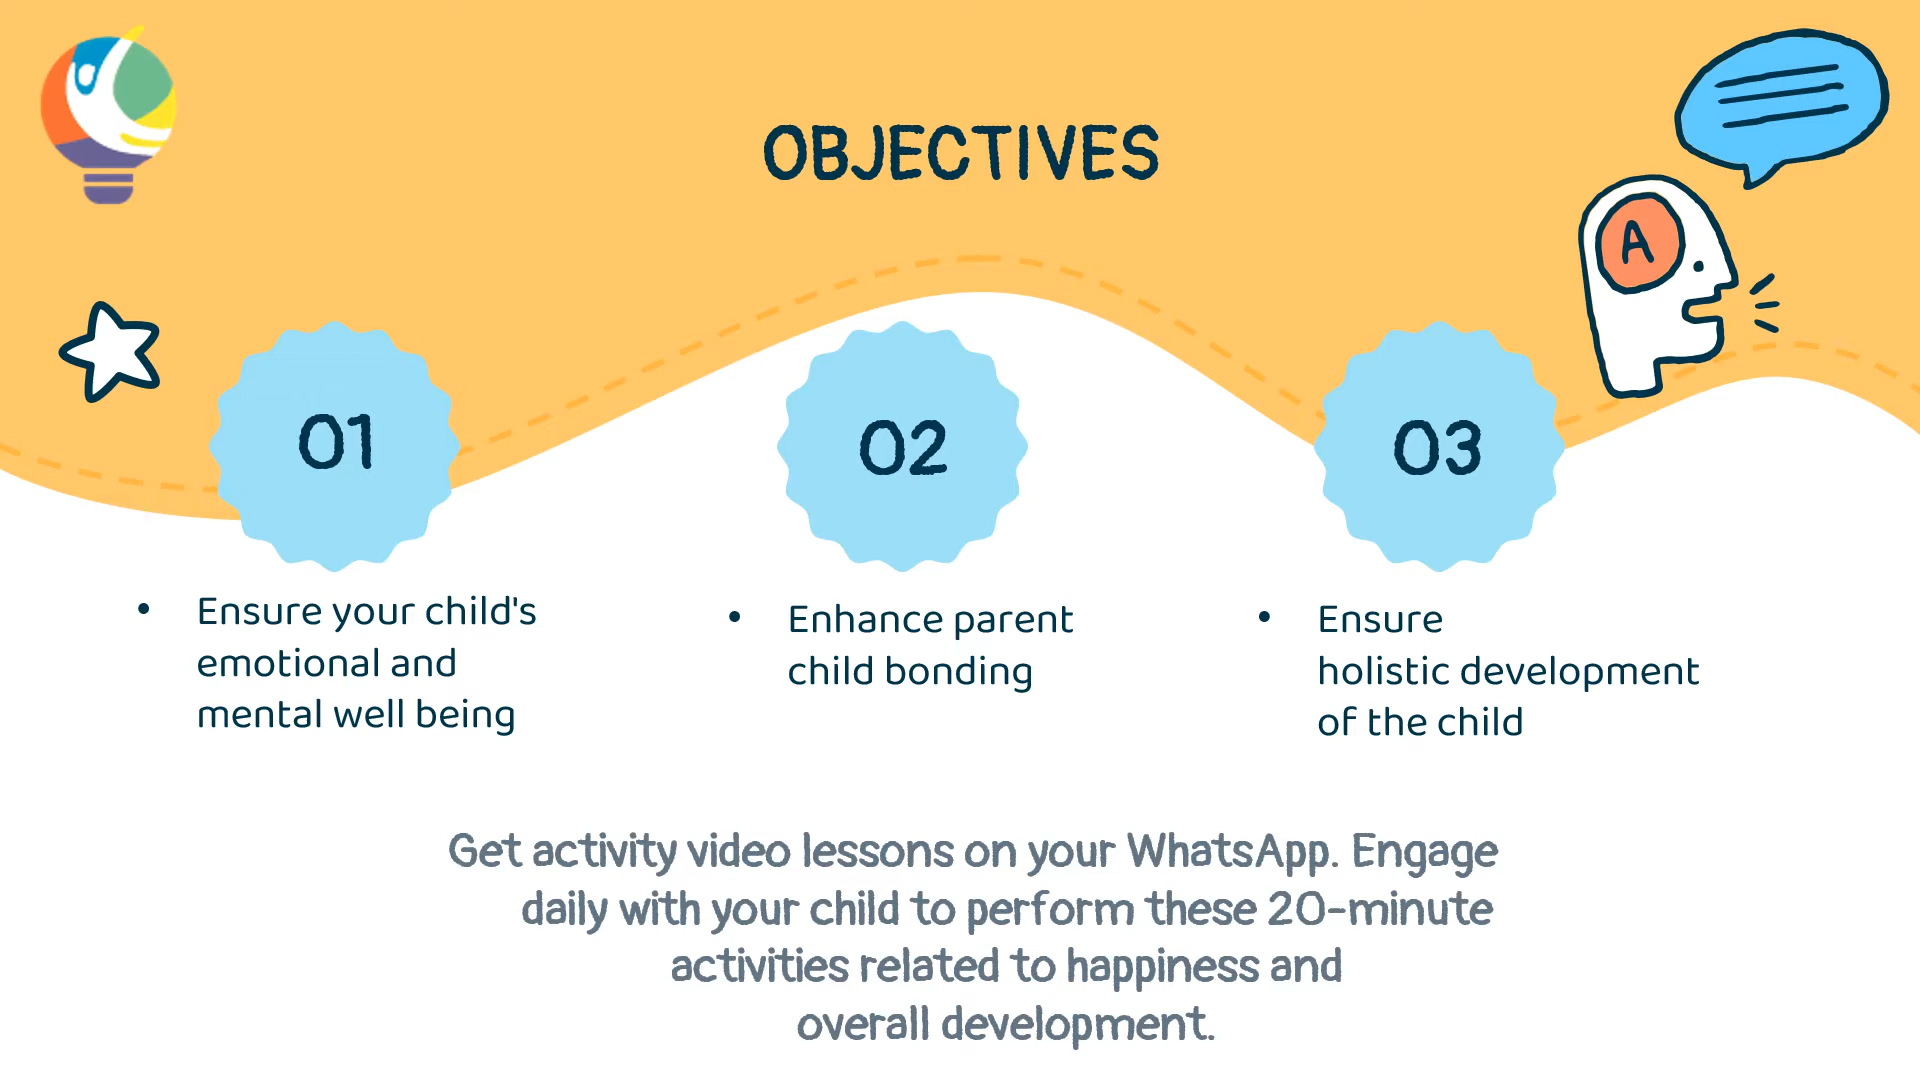 OBJECTIVES
A
01
02
03
• Ensure your child's
emotional and
mental well being
• Enhance parent
child bonding
• Ensure
holistic development
of the child
Get activity video lessons on your WhatsApp. Engage
daily with your child to perform these 20-minute
activities related to happiness and
overall development.